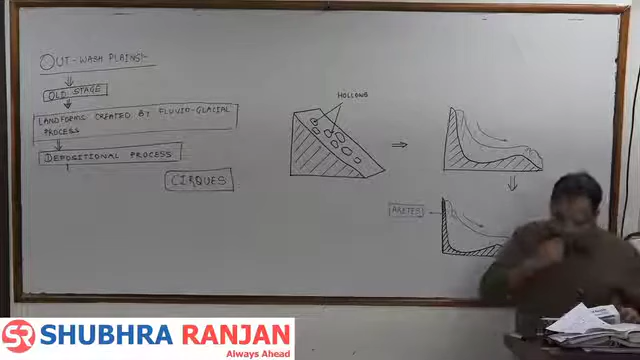 OUT-WASH PLAINS:-
OLD STAGE
LANDFORMS CREATED BY FLUVIO-GLACIAL
PROCESS
DEPOSITIONAL PROCESS
CIRQUES
HOLLOWS
ARETES
SR SHUBHRA RANJAN
Always Ahead